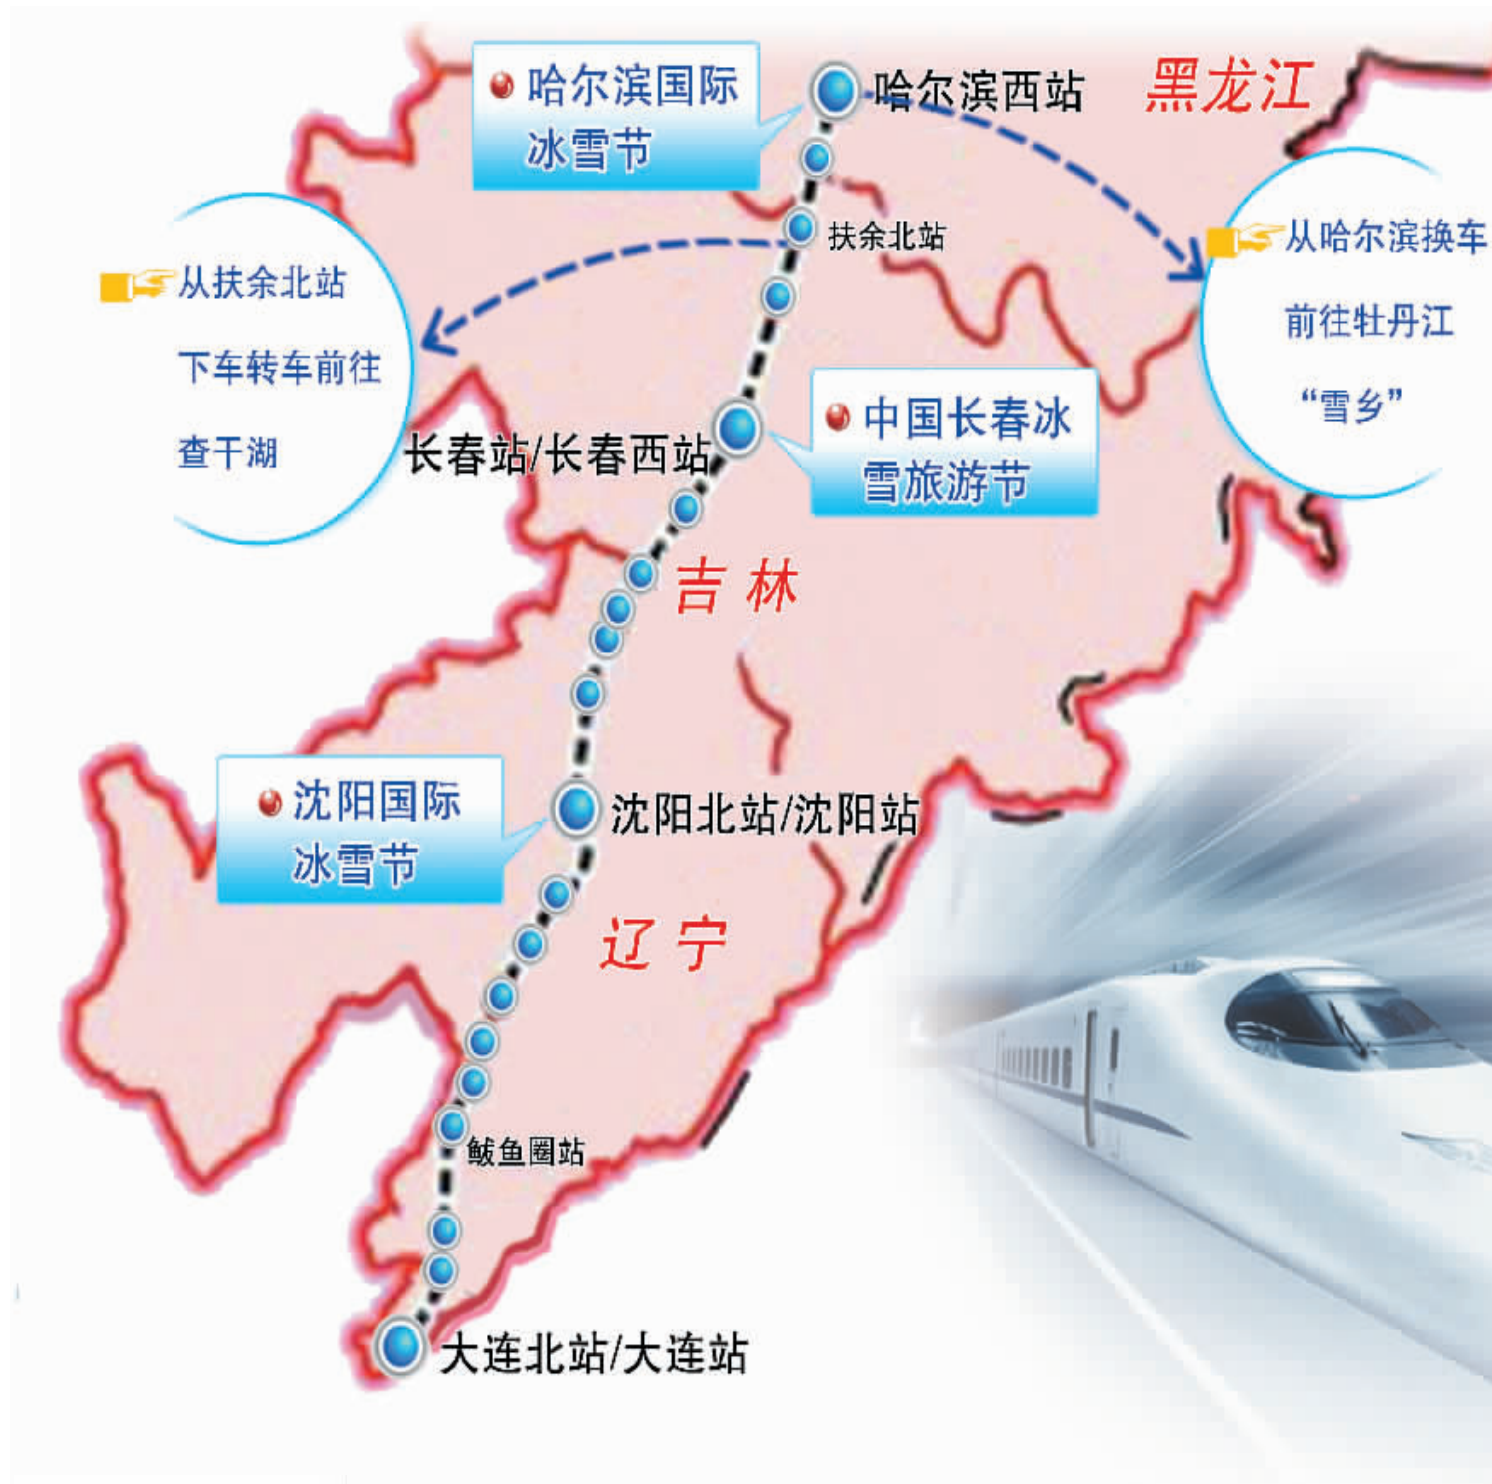 哈尔滨国际
冰雪节
哈尔滨西站
黑龙江
扶余北站
从哈尔滨换车
前往牡丹江
“雪乡”
从扶余北站
下车转车前往
查干湖
长春站/长春西站
中国长春冰
雪旅游节
吉林
沈阳国际
冰雪节
沈阳北站/沈阳站
辽宁
鲅鱼圈站
大连北站/大连站